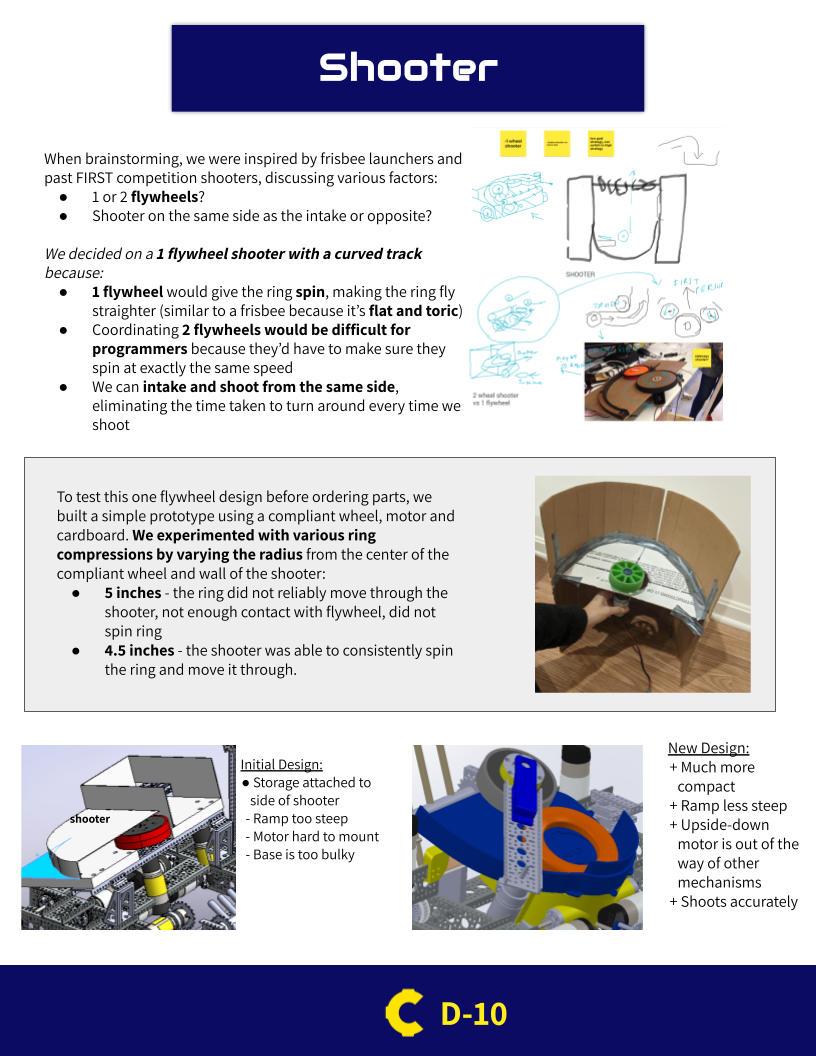 Shooter
When brainstorming, we were inspired by frisbee launchers and
past FIRST competition shooters, discussing various factors:
● 1 or 2 flywheels?
● Shooter on the same side as the intake or opposite?
We decided on a 1 flywheel shooter with a curved track
because:
● 1 flywheel would give the ring spin, making the ring fly
straighter (similar to a frisbee because it's flat and toric)
● Coordinating 2 flywheels would be difficult for
programmers because they'd have to make sure they
spin at exactly the same speed
● We can intake and shoot from the same side,
eliminating the time taken to turn around every time we
shoot
-1 wheel
shooter
SHOOTER
FIRST
2 wheel shooter
vs 1 flywheel
To test this one flywheel design before ordering parts, we
built a simple prototype using a compliant wheel, motor and
cardboard. We experimented with various ring
compressions by varying the radius from the center of the
compliant wheel and wall of the shooter:
● 5 inches - the ring did not reliably move through the
shooter, not enough contact with flywheel, did not
spin ring
● 4.5 inches - the shooter was able to consistently spin
the ring and move it through.
shooter
Initial Design:
● Storage attached to
side of shooter
- Ramp too steep
- Motor hard to mount
- Base is too bulky
New Design:
+ Much more
compact
+ Ramp less steep
+ Upside-down
motor is out of the
way of other
mechanisms
+ Shoots accurately
D-10